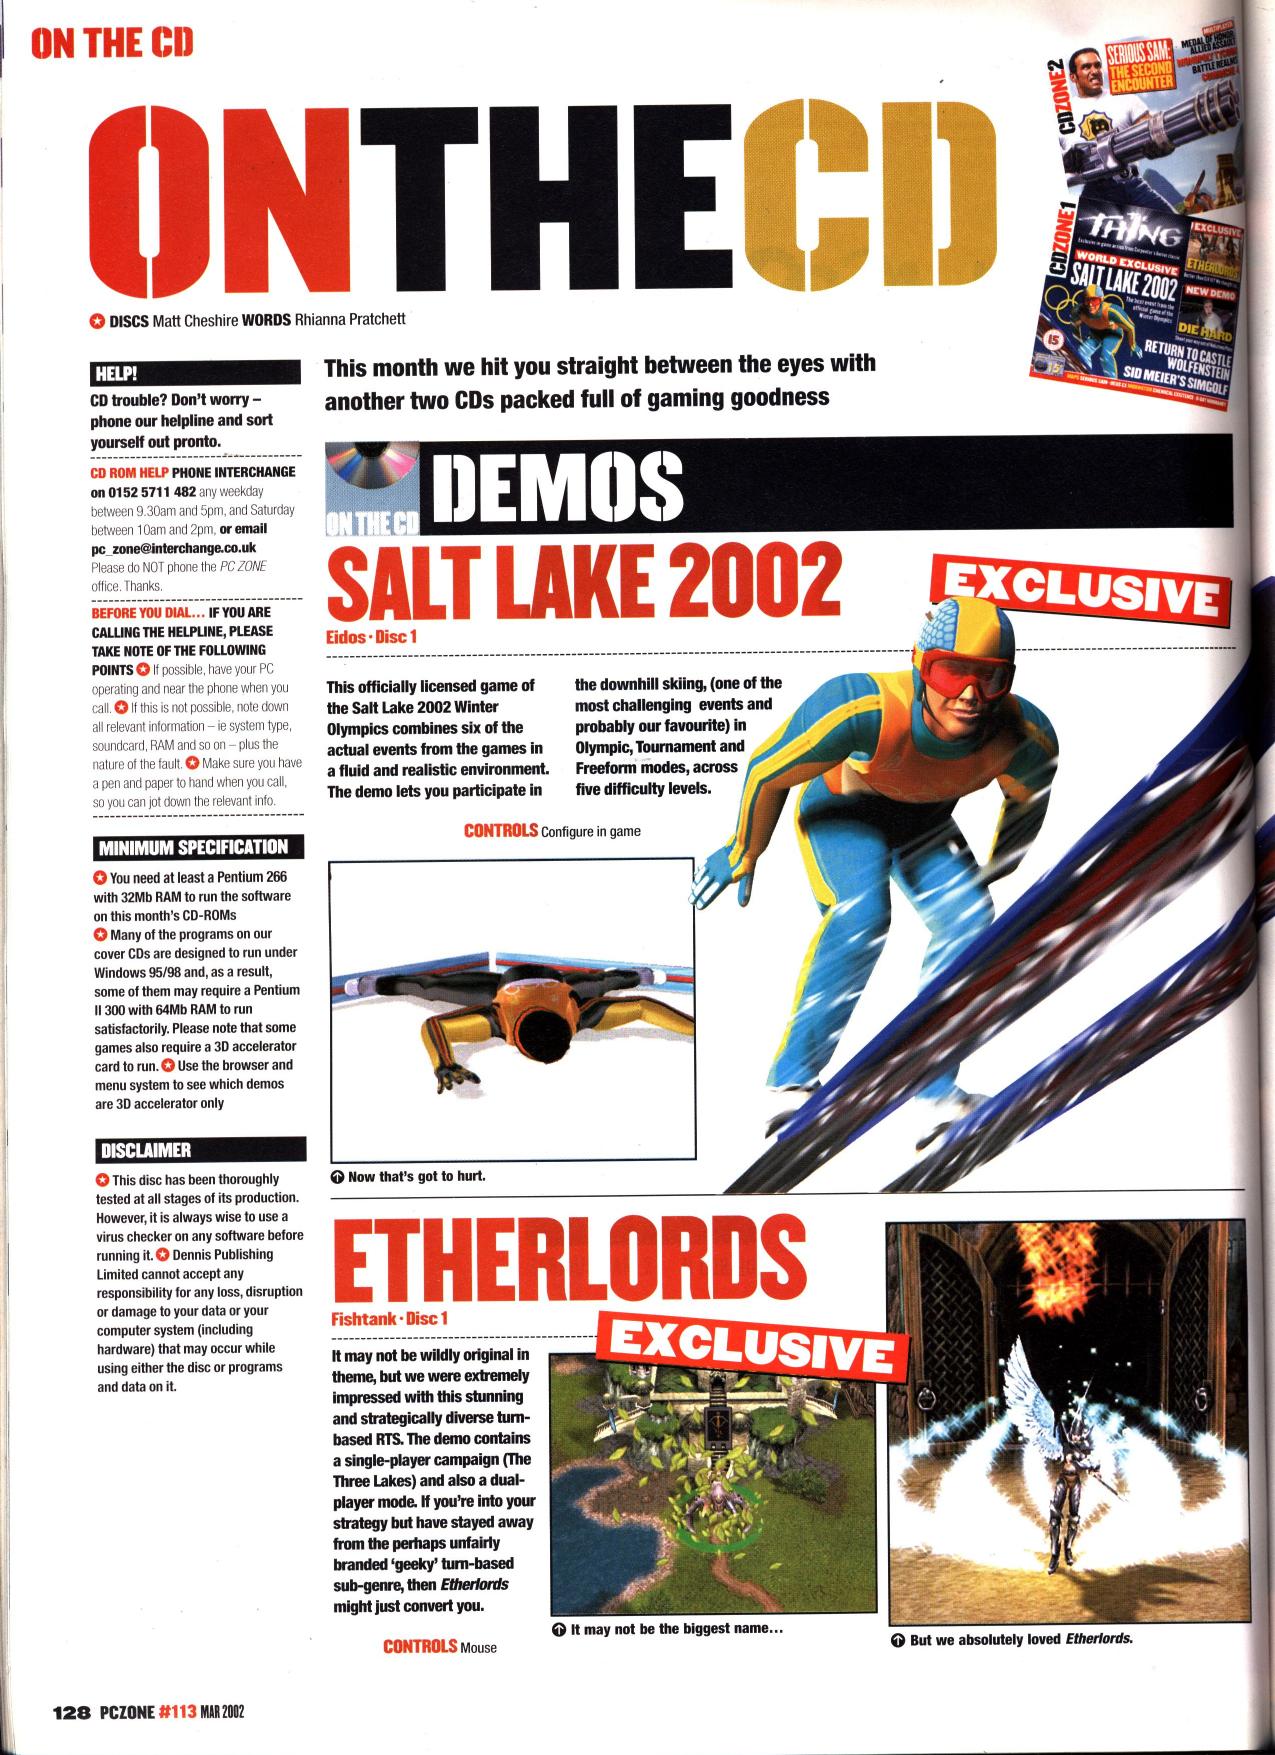 ON THE CD
ONTHECD
DISCS Matt Cheshire WORDS Rhianna Pratchett
CDZONE2
SERIOUS SAM:
THE SECOND
ENCOUNTER
MEDAL OF HONOR
ALLIED ASSAULT
CDZONE1
THE THING
WORLD EXCLUSIVE
SALT LAKE 2002
EXCLUSIVE
ETHERLORDS
NEW DEMO
DIE HARD
15
RETURN TO CASTLE
WOLFENSTEIN
SID MEIER'S SIMGOLF
This month we hit you straight between the eyes with
another two CDs packed full of gaming goodness
HELP!
CD trouble? Don't worry –
phone our helpline and sort
yourself out pronto.
CD ROM HELP PHONE INTERCHANGE
on 0152 5711 482 any weekday
between 9.30am and 5pm, and Saturday
between 10am and 2pm, or email
pc_zone@interchange.co.uk
Please do NOT phone the PC ZONE
office. Thanks.
BEFORE YOU DIAL... IF YOU ARE
CALLING THE HELPLINE, PLEASE
TAKE NOTE OF THE FOLLOWING
POINTS If possible, have your PC
operating and near the phone when you
call. If this is not possible, note down
all relevant information – ie system type,
soundcard, RAM and so on – plus the
nature of the fault. Make sure you have
a pen and paper to hand when you call,
so you can jot down the relevant info.
MINIMUM SPECIFICATION
You need at least a Pentium 266
with 32Mb RAM to run the software
on this month's CD-ROMs
Many of the programs on our
cover CDs are designed to run under
Windows 95/98 and, as a result,
some of them may require a Pentium
II 300 with 64Mb RAM to run
satisfactorily. Please note that some
games also require a 3D accelerator
card to run. Use the browser and
menu system to see which demos
are 3D accelerator only
DISCLAIMER
This disc has been thoroughly
tested at all stages of its production.
However, it is always wise to use a
virus checker on any software before
running it. Dennis Publishing
Limited cannot accept any
responsibility for any loss, disruption
or damage to your data or your
computer system (including
hardware) that may occur while
using either the disc or programs
and data on it.
ON THE CD
DEMOS
SALT LAKE 2002
EXCLUSIVE
Eidos • Disc 1
This officially licensed game of
the Salt Lake 2002 Winter
Olympics combines six of the
actual events from the games in
a fluid and realistic environment.
The demo lets you participate in
the downhill skiing, (one of the
most challenging events and
probably our favourite) in
Olympic, Tournament and
Freeform modes, across
five difficulty levels.
CONTROLS Configure in game
Now that's got to hurt.
ETHERLORDS
Fishtank • Disc 1
EXCLUSIVE
It may not be wildly original in
theme, but we were extremely
impressed with this stunning
and strategically diverse turn-
based RTS. The demo contains
a single-player campaign (The
Three Lakes) and also a dual-
player mode. If you're into your
strategy but have stayed away
from the perhaps unfairly
branded 'geeky' turn-based
sub-genre, then Etherlords
might just convert you.
CONTROLS Mouse
It may not be the biggest name...
But we absolutely loved Etherlords.
128 PCZONE #113 MAR 2002